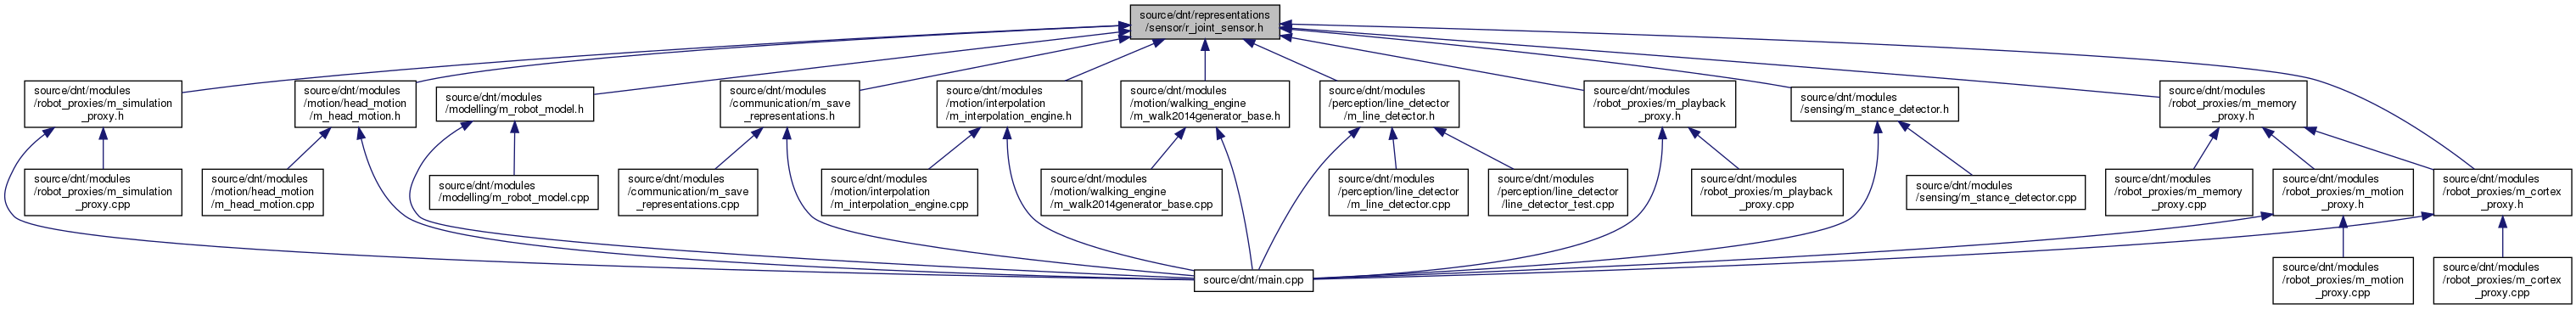 source/dnt/representations
/sensor/r_joint_sensor.h
source/dnt/modules
/robot_proxies/m_simulation
_proxy.h
source/dnt/modules
/motion/head_motion
/m_head_motion.h
source/dnt/modules
/modelling/m_robot_model.h
source/dnt/modules
/communication/m_save
_representations.h
source/dnt/modules
/motion/interpolation
/m_interpolation_engine.h
source/dnt/modules
/motion/walking_engine
/m_walk2014generator_base.h
source/dnt/modules
/perception/line_detector
/m_line_detector.h
source/dnt/modules
/robot_proxies/m_playback
_proxy.h
source/dnt/modules
/sensing/m_stance_detector.h
source/dnt/modules
/robot_proxies/m_memory
_proxy.h
source/dnt/modules
/robot_proxies/m_simulation
_proxy.cpp
source/dnt/modules
/motion/head_motion
/m_head_motion.cpp
source/dnt/modules
/modelling/m_robot_model.cpp
source/dnt/modules
/communication/m_save
_representations.cpp
source/dnt/modules
/motion/interpolation
/m_interpolation_engine.cpp
source/dnt/modules
/motion/walking_engine
/m_walk2014generator_base.cpp
source/dnt/modules
/perception/line_detector
/m_line_detector.cpp
source/dnt/modules
/perception/line_detector
/line_detector_test.cpp
source/dnt/modules
/robot_proxies/m_playback
_proxy.cpp
source/dnt/modules
/sensing/m_stance_detector.cpp
source/dnt/modules
/robot_proxies/m_memory
_proxy.cpp
source/dnt/modules
/robot_proxies/m_motion
_proxy.h
source/dnt/modules
/robot_proxies/m_cortex
_proxy.h
source/dnt/main.cpp
source/dnt/modules
/robot_proxies/m_motion
_proxy.cpp
source/dnt/modules
/robot_proxies/m_cortex
_proxy.cpp